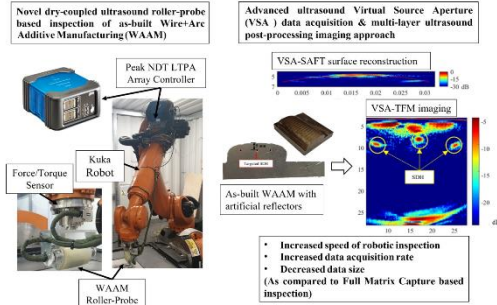 Novel dry-coupled ultrasound roller-probe
based inspection of as-built Wire+Arc
Additive Manufacturing (WAAM)
Peak NDT LTPA
Array Controller
Kuka
Robot
Force/Torque
Sensor
WAAM
Roller-Probe
Advanced ultrasound Virtual Source Aperture
(VSA ) data acquisition & multi-layer ultrasound
post-processing imaging approach
VSA-SAFT surface reconstruction
0
5
0
0.005
0.01
0.015
0.02
0.025
0.03
0
-15
-30 dB
VSA-TFM imaging
5
10
15
20
25
10
15
20
25
-5
-10
-15
-20
SDH
As-built WAAM with
artificial reflectors
• Increased speed of robotic inspection
• Increased data acquisition rate
• Decreased data size
(As compared to Full Matrix Capture based
inspection)